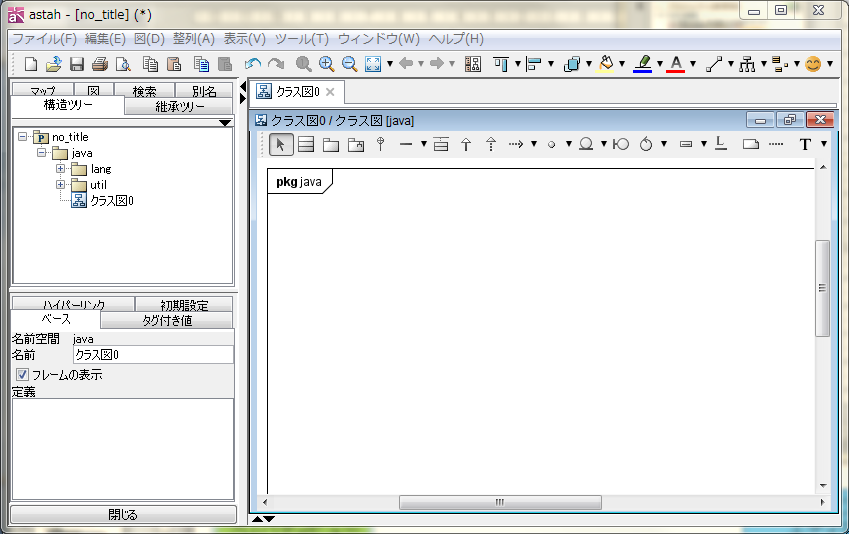 astah - [no_title] (*)
ファイル(F) 編集(E) 図(D) 整列(A) 表示(V) ツール(T) ウィンドウ(W) ヘルプ(H)
マップ 図 検索 別名
構造ツリー 継承ツリー
no_title
java
lang
util
クラス図0
ハイパーリンク 初期設定
ベース タグ付き値
名前空間 java
名前 クラス図0
フレームの表示
定義
閉じる
クラス図0
クラス図0 / クラス図 [java]
T
pkg java